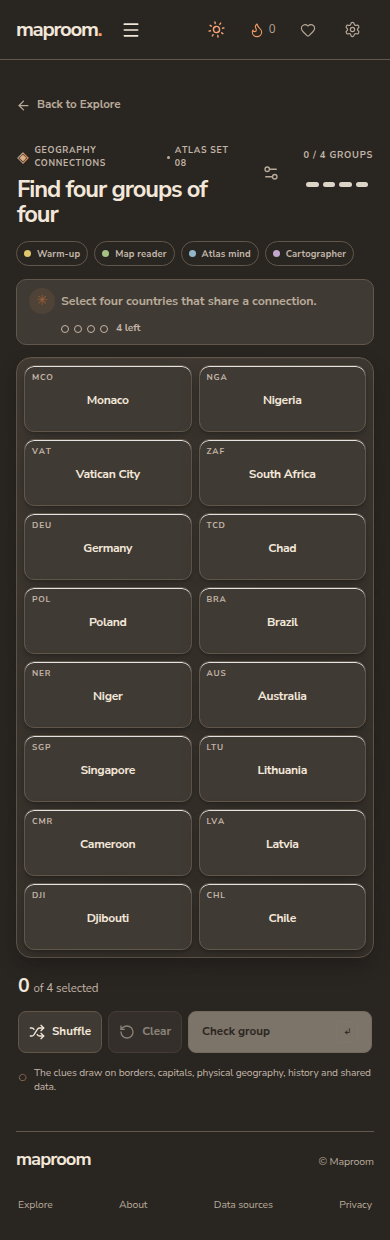 maproom.
0
Back to Explore
GEOGRAPHY CONNECTIONS
• ATLAS SET 08
0 / 4 GROUPS
Find four groups of
four
Warm-up
Map reader
Atlas mind
Cartographer
Select four countries that share a connection.
4 left
MCO
Monaco
NGA
Nigeria
VAT
Vatican City
ZAF
South Africa
DEU
Germany
TCD
Chad
POL
Poland
BRA
Brazil
NER
Niger
AUS
Australia
SGP
Singapore
LTU
Lithuania
CMR
Cameroon
LVA
Latvia
DJI
Djibouti
CHL
Chile
0 of 4 selected
Shuffle
Clear
Check group ↲
The clues draw on borders, capitals, physical geography, history and shared
data.
maproom
© Maproom
Explore
About
Data sources
Privacy